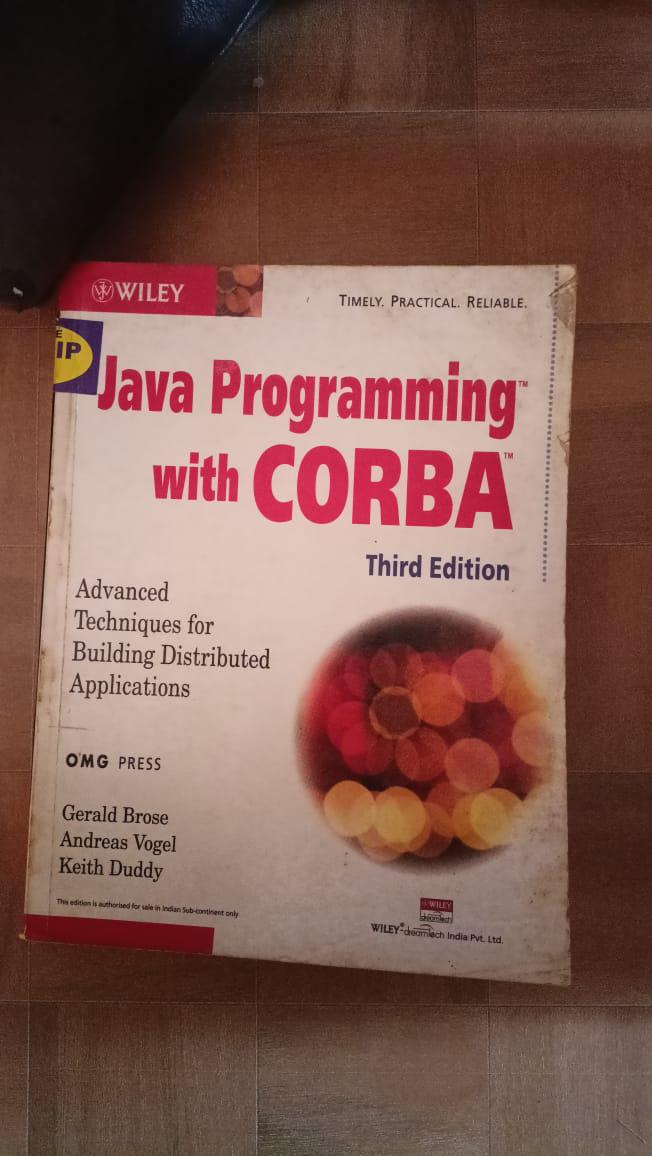 WILEY
TIMELY. PRACTICAL. RELIABLE.
E
IP
Java Programming™
with CORBA™
Third Edition
Advanced
Techniques for
Building Distributed
Applications
OMG PRESS
Gerald Brose
Andreas Vogel
Keith Duddy
This edition is authorised for sale in Indian Sub-continent only
WILEY
dreamtech
WILEY®-dreamtech India Pvt. Ltd.